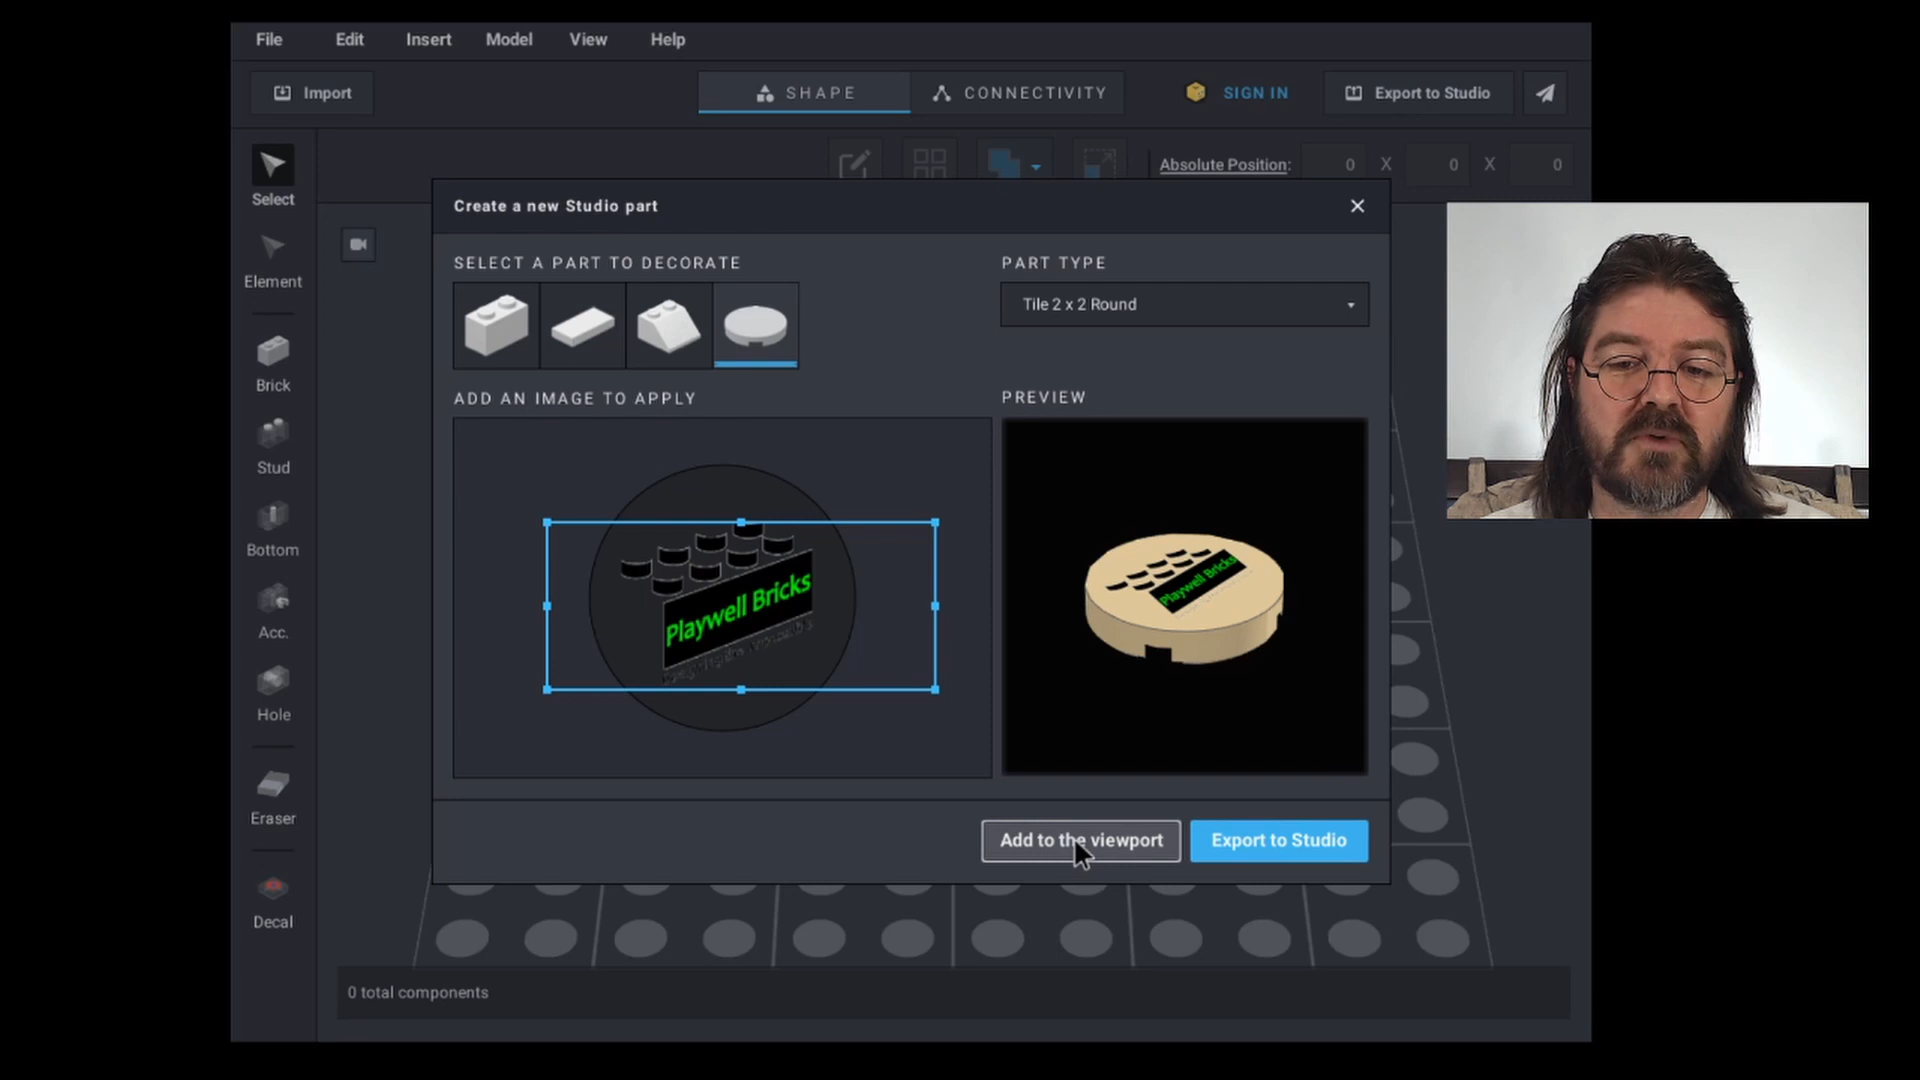 File Edit Insert Model View Help
Import SHAPE CONNECTIVITY SIGN IN Export to Studio
Absolute Position: 0 X 0 X 0
Select
Element
Brick
Stud
Bottom
Acc.
Hole
Eraser
Decal
Create a new Studio part
SELECT A PART TO DECORATE
PART TYPE
Tile 2 x 2 Round
ADD AN IMAGE TO APPLY
PREVIEW
Playwell Bricks
Playwell Bricks
Add to the viewport
Export to Studio
0 total components